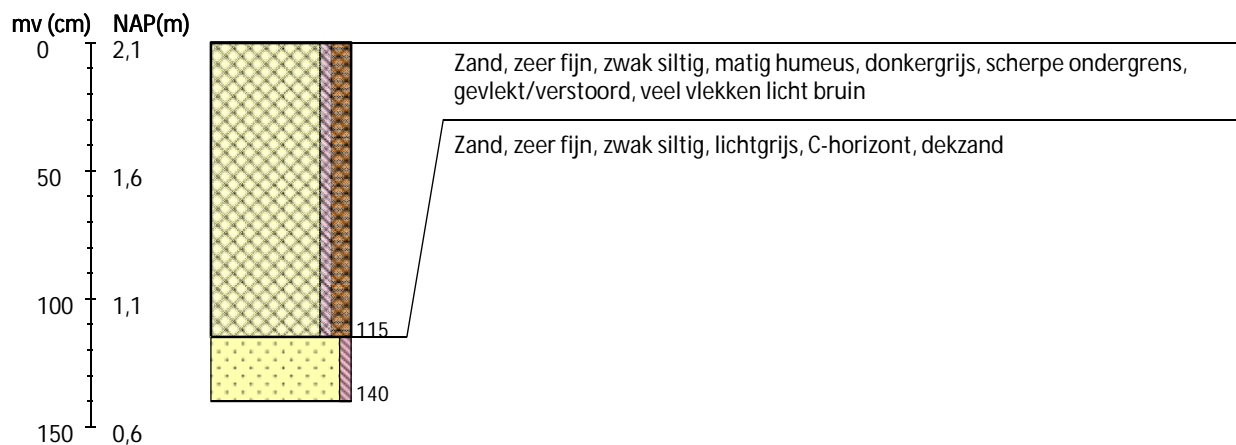 mv (cm) NAP(m)
0 2,1
Zand, zeer fijn, zwak siltig, matig humeus, donkergrijs, scherpe ondergrens,
gevlekt/verstoord, veel vlekken licht bruin
Zand, zeer fijn, zwak siltig, lichtgrijs, C-horizont, dekzand
50 1,6
100 1,1
115
140
150 0,6